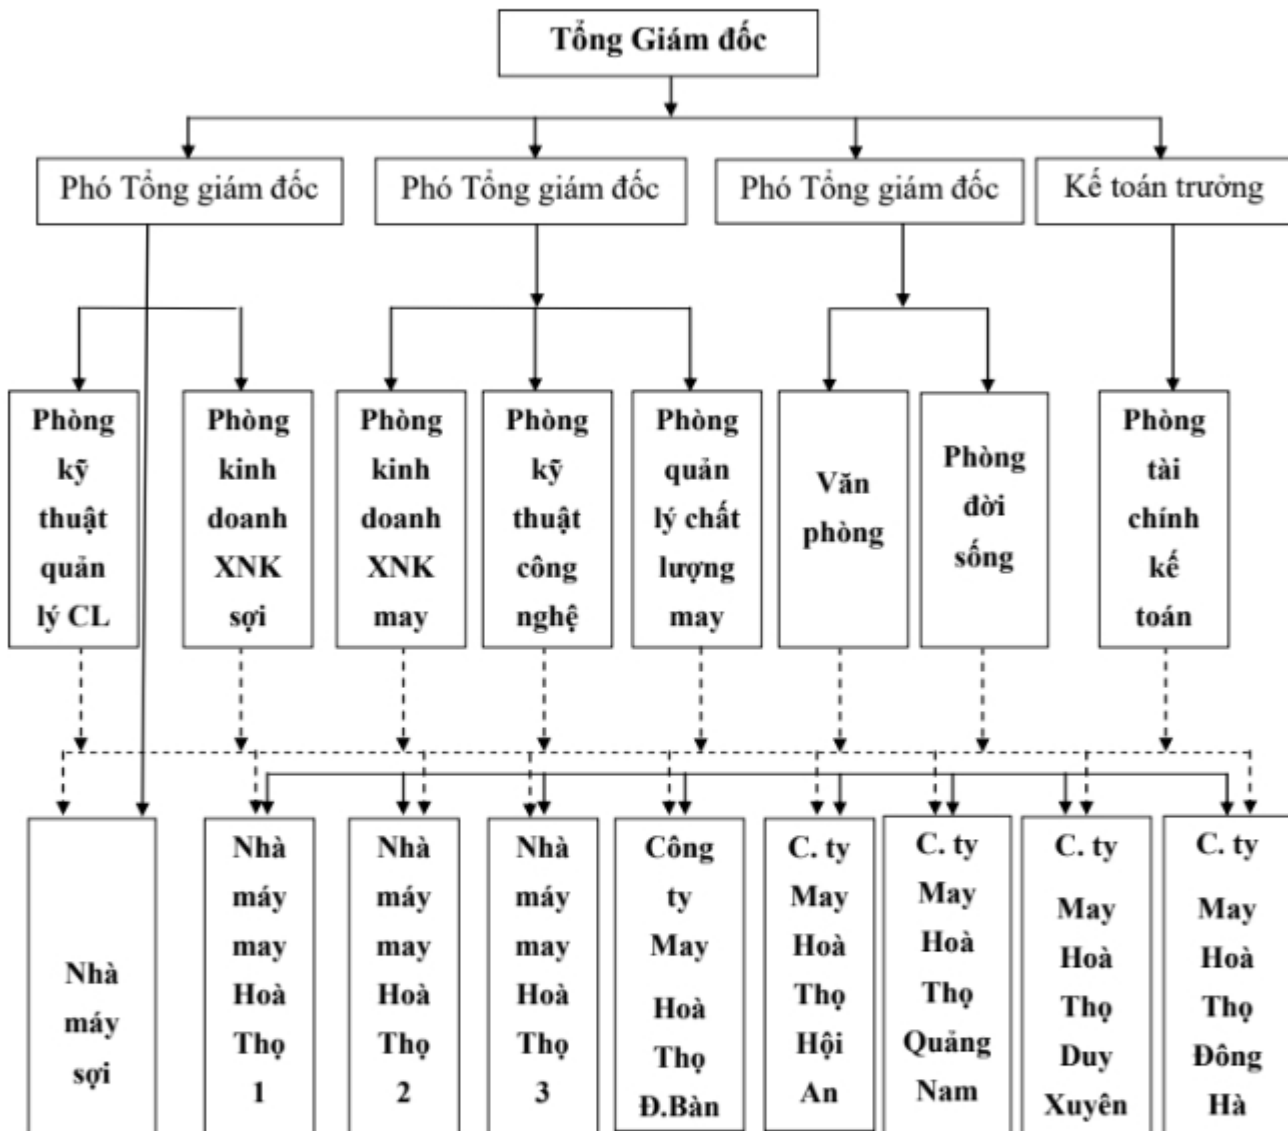 Tổng Giám đốc
Phó Tổng giám đốc
Phó Tổng giám đốc
Phó Tổng giám đốc
Kế toán trưởng
Phòng
kỹ
thuật
quản
lý CL
Phòng
kinh
doanh
XNK
sợi
Phòng
kinh
doanh
XNK
may
Phòng
kỹ
thuật
công
nghệ
Phòng
quản
lý chất
lượng
may
Văn
phòng
Phòng
đời
sống
Phòng
tài
chính
kế
toán
Nhà
máy
sợi
Nhà
máy
may
Hoà
Thọ
1
Nhà
máy
may
Hoà
Thọ
2
Nhà
máy
may
Hoà
Thọ
3
Công
ty
May
Hoà
Thọ
Đ.Bàn
C. ty
May
Hoà
Thọ
Hội
An
C. ty
May
Hoà
Thọ
Quảng
Nam
C. ty
May
Hoà
Thọ
Duy
Xuyên
C. ty
May
Hoà
Thọ
Đông
Hà